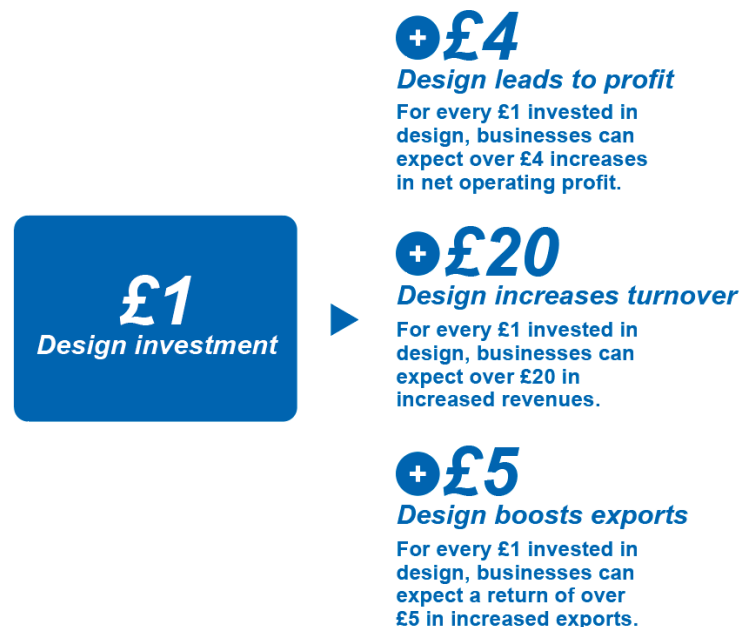 £1
Design investment
+£4
Design leads to profit
For every £1 invested in
design, businesses can
expect over £4 increases
in net operating profit.
+£20
Design increases turnover
For every £1 invested in
design, businesses can
expect over £20 in
increased revenues.
+£5
Design boosts exports
For every £1 invested in
design, businesses can
expect a return of over
£5 in increased exports.